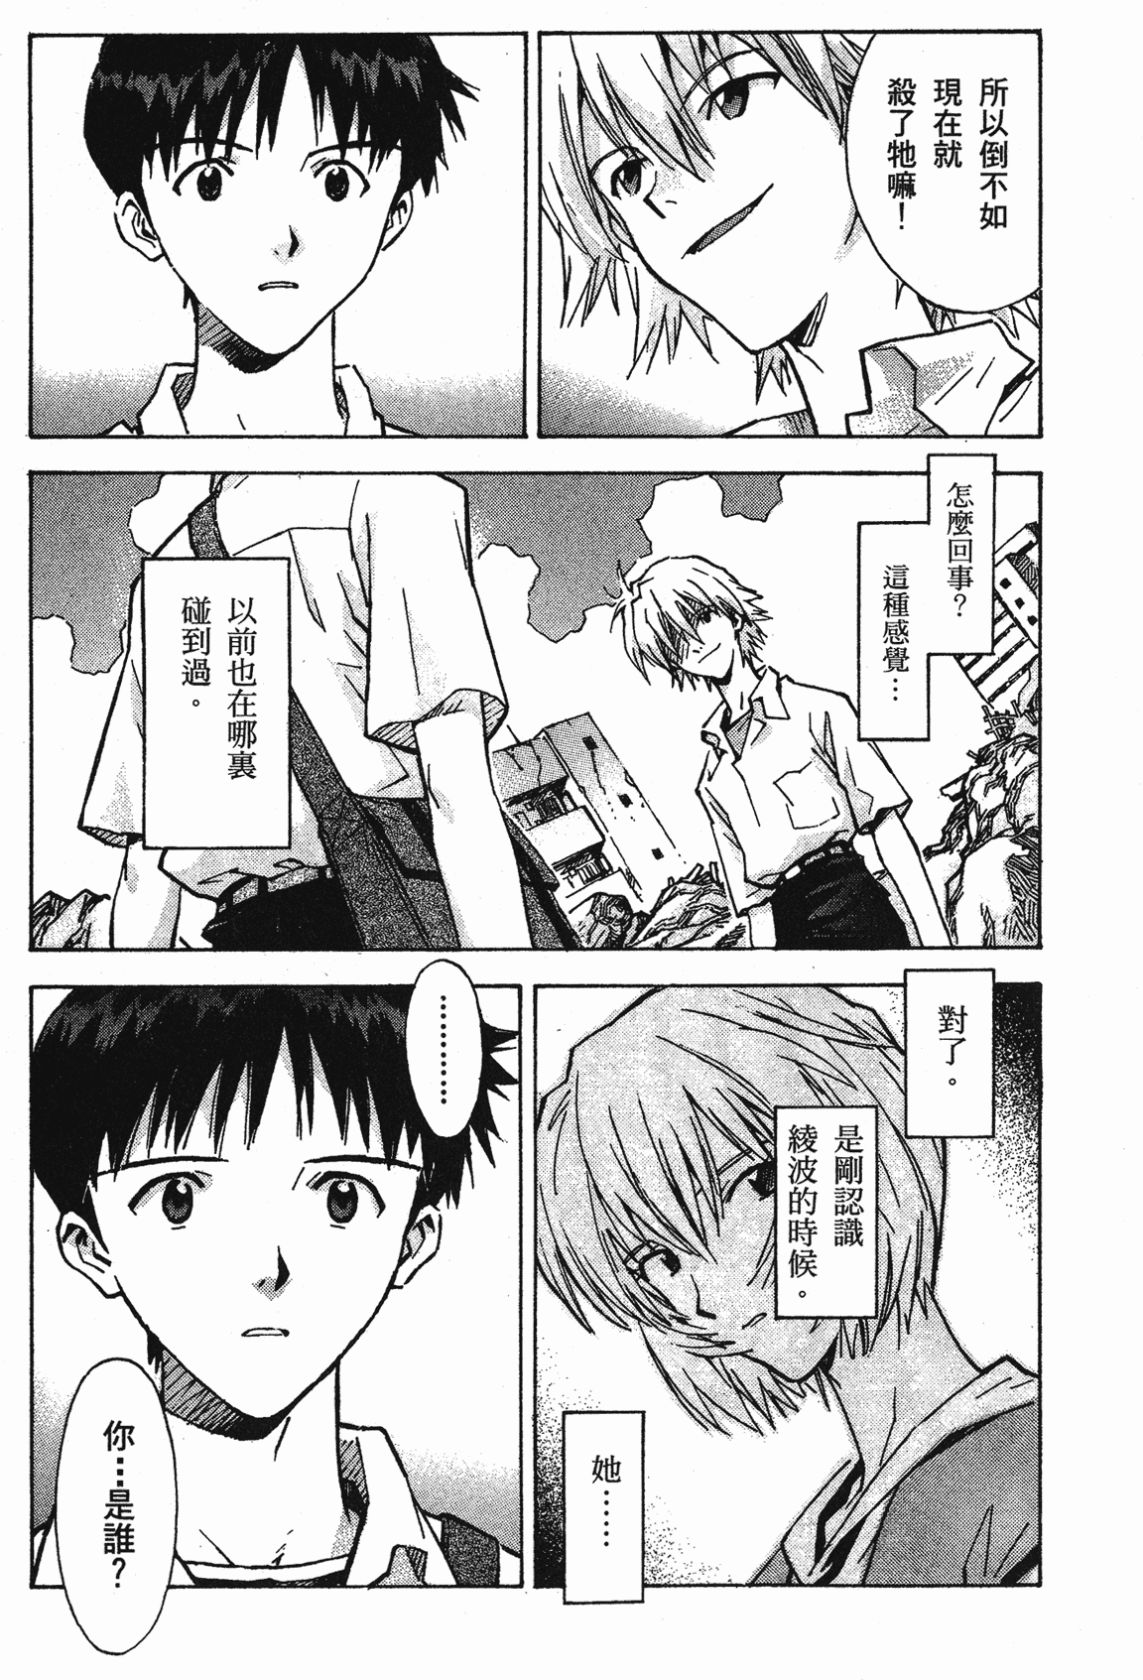 所以倒不如
現在就
殺了牠嘛！
怎麼回事？
這種感覺…
以前也在哪裏
碰到過。
對了。
是剛認識
綾波的時候。
她……
………
你…是誰？